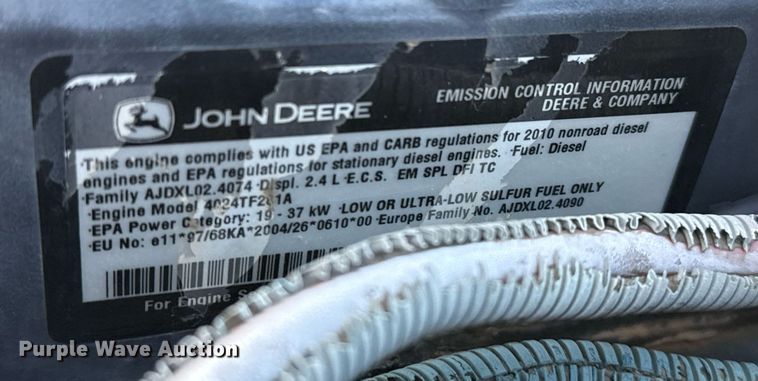 JOHN DEERE
EMISSION CONTROL INFORMATION
DEERE & COMPANY
·This engine complies with US EPA and CARB regulations for 2010 nonroad diesel
engines and EPA regulations for stationary diesel engines. ·Fuel: Diesel
·Family AJDXL02.4074 ·Displ. 2.4 L ·E.C.S. EM SPL DFI TC
·Engine Model
·EPA Power Category: 19 - 37 kW ·LOW OR ULTRA-LOW SULFUR FUEL ONLY
·EU No: e11*97/68KA*2004/26*0610*00 ·Europe Family No. AJDXL02.4090
For Engine
Purple Wave Auction